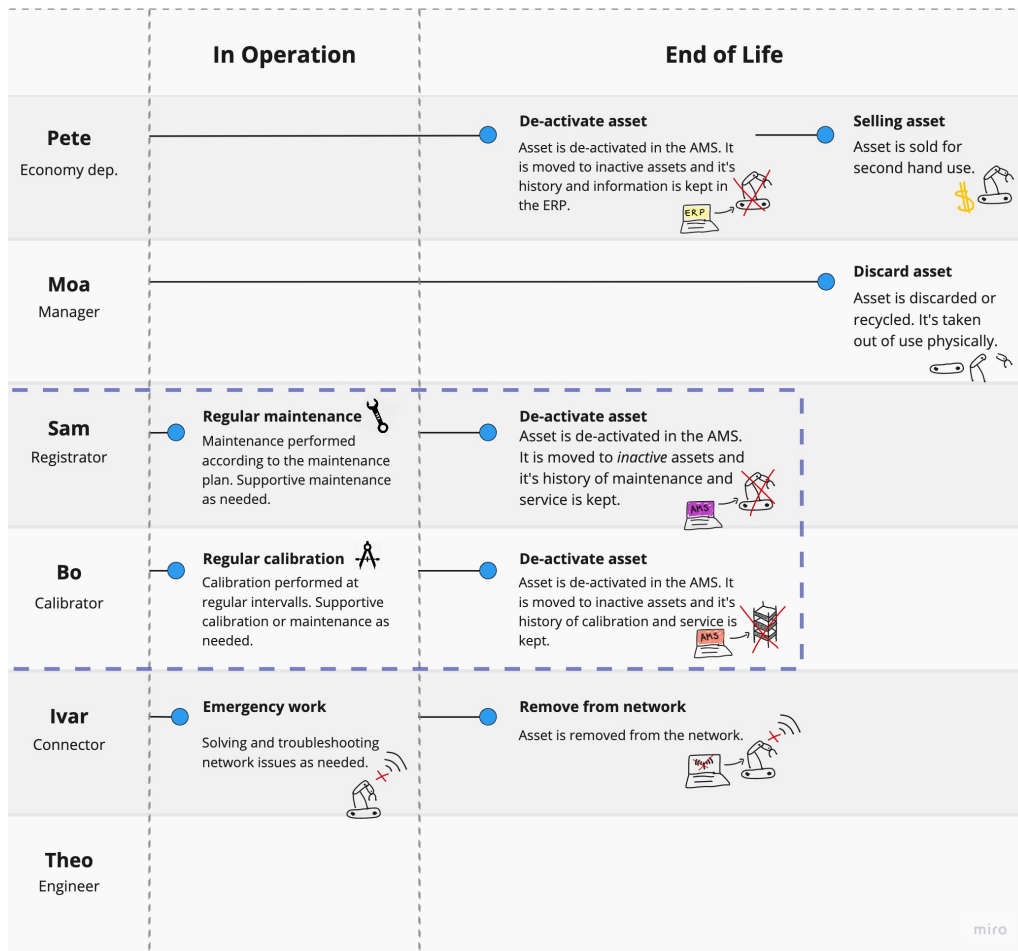 In Operation
End of Life
Pete
Economy dep.
De-activate asset
Asset is de-activated in the AMS. It
is moved to inactive assets and it's
history and information is kept in
the ERP.
ERP
Selling asset
Asset is sold for
second hand use.
$
Moa
Manager
Discard asset
Asset is discarded or
recycled. It's taken
out of use physically.
Sam
Registrator
Regular maintenance
Maintenance performed
according to the maintenance
plan. Supportive maintenance
as needed.
De-activate asset
Asset is de-activated in the AMS.
It is moved to inactive assets and
it's history of maintenance and
service is kept.
AMS
Bo
Calibrator
Regular calibration
Calibration performed at
regular intervalls. Supportive
calibration or maintenance as
needed.
De-activate asset
Asset is de-activated in the AMS. It
is moved to inactive assets and it's
history of calibration and service is
kept.
AMS
Ivar
Connector
Emergency work
Solving and troubleshooting
network issues as needed.
Remove from network
Asset is removed from the network.
Theo
Engineer
miro